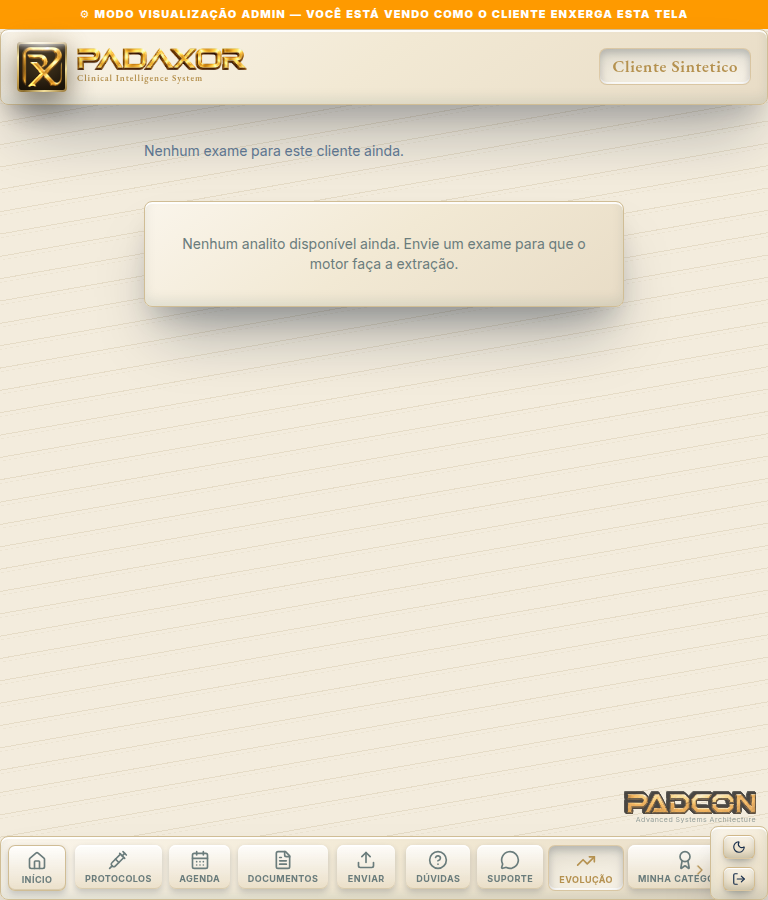 ⚙ MODO VISUALIZAÇÃO ADMIN — VOCÊ ESTÁ VENDO COMO O CLIENTE ENXERGA ESTA TELA
PADAXOR
Clinical Intelligence System
Cliente Sintetico
Nenhum exame para este cliente ainda.
Nenhum analito disponível ainda. Envie um exame para que o
motor faça a extração.
PADCON
Advanced Systems Architecture
INÍCIO
PROTOCOLOS
AGENDA
DOCUMENTOS
ENVIAR
DÚVIDAS
SUPORTE
EVOLUÇÃO
MINHA CATEGO